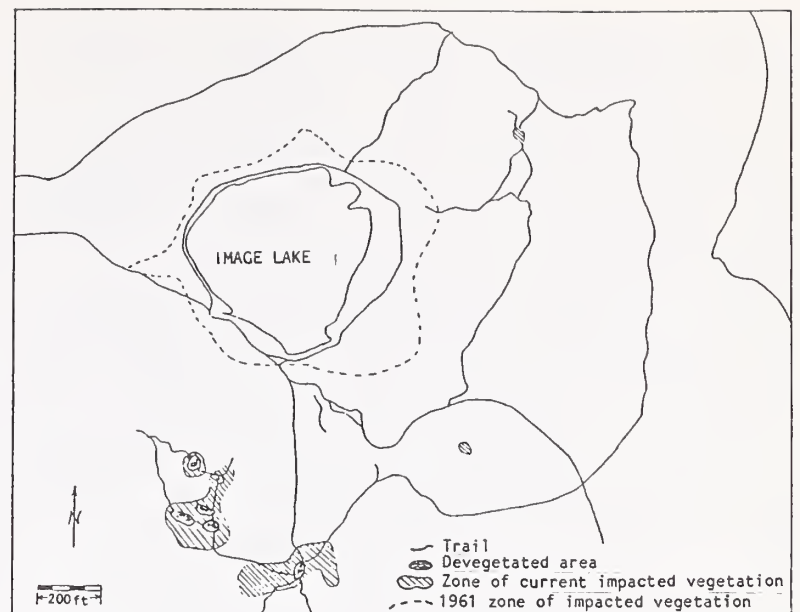 IMAGE LAKE
N
200 ft
Trail
Devegetated area
Zone of current impacted vegetation
1961 zone of impacted vegetation